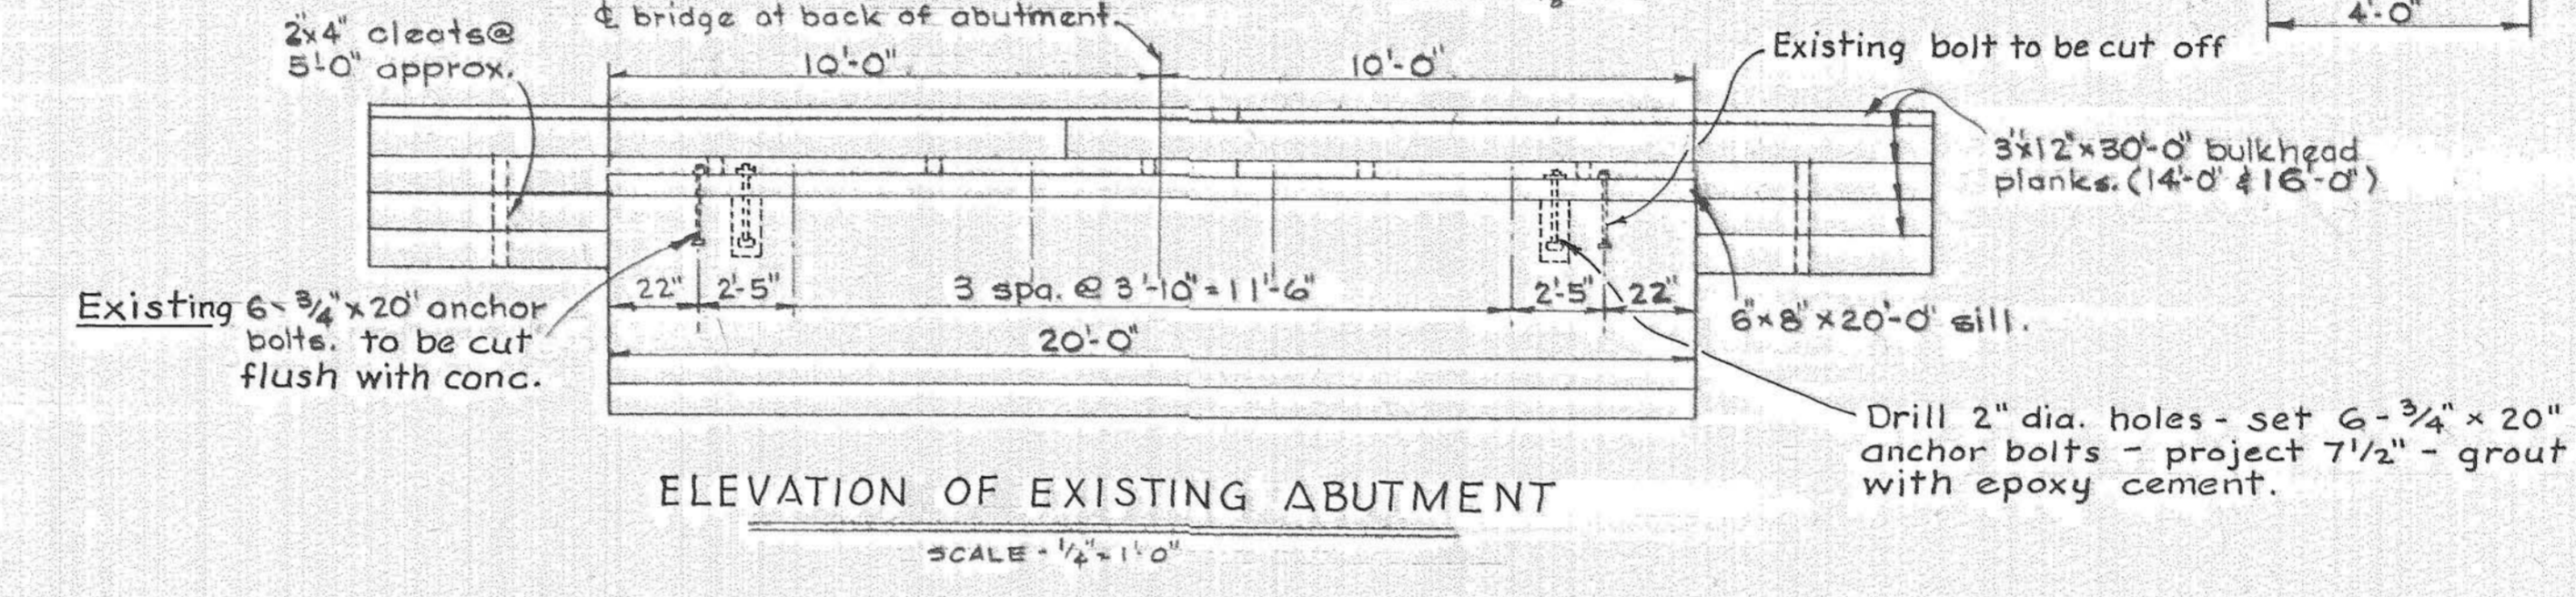 2"x4" cleats@
5'-0" approx.
℄ bridge at back of abutment.
10'-0"
10'-0"
Existing bolt to be cut off
4'-0"
3"x12"x30'-0" bulkhead
planks. (14'-0" & 16'-0")
22"
2'-5"
3 spa. @ 3'-10" = 11'-6"
2'-5"
22"
Existing 6-3/4"x20" anchor
bolts. to be cut
flush with conc.
6"x8"x20'-0" sill.
20'-0"
Drill 2" dia. holes - set 6-3/4" x 20"
anchor bolts - project 7 1/2" - grout
with epoxy cement.
ELEVATION OF EXISTING ABUTMENT
SCALE - 1/2" = 1'-0"